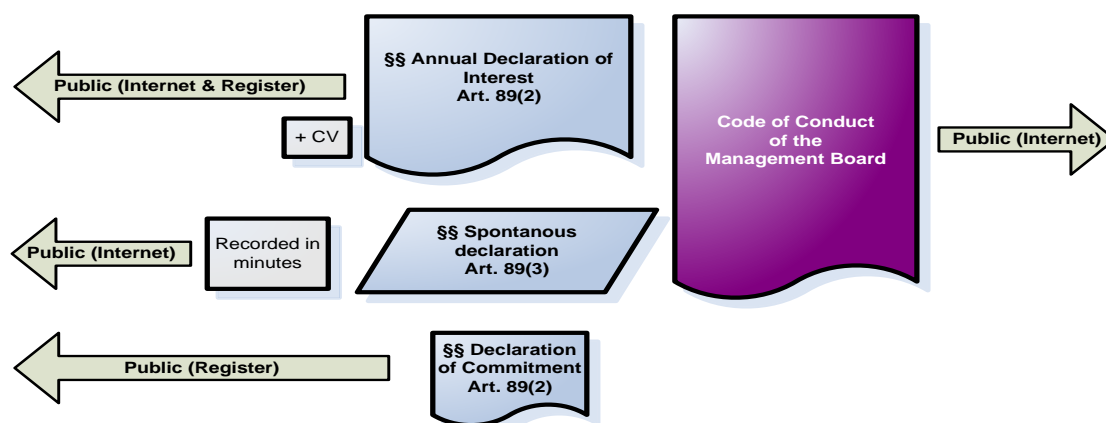 §§ Annual Declaration of
Interest
Art. 89(2)
Public (Internet & Register)
+ CV
Code of Conduct
of the
Management Board
Public (Internet)
§§ Spontanous
declaration
Art. 89(3)
Recorded in
minutes
Public (Internet)
§§ Declaration
of Commitment
Art. 89(2)
Public (Register)